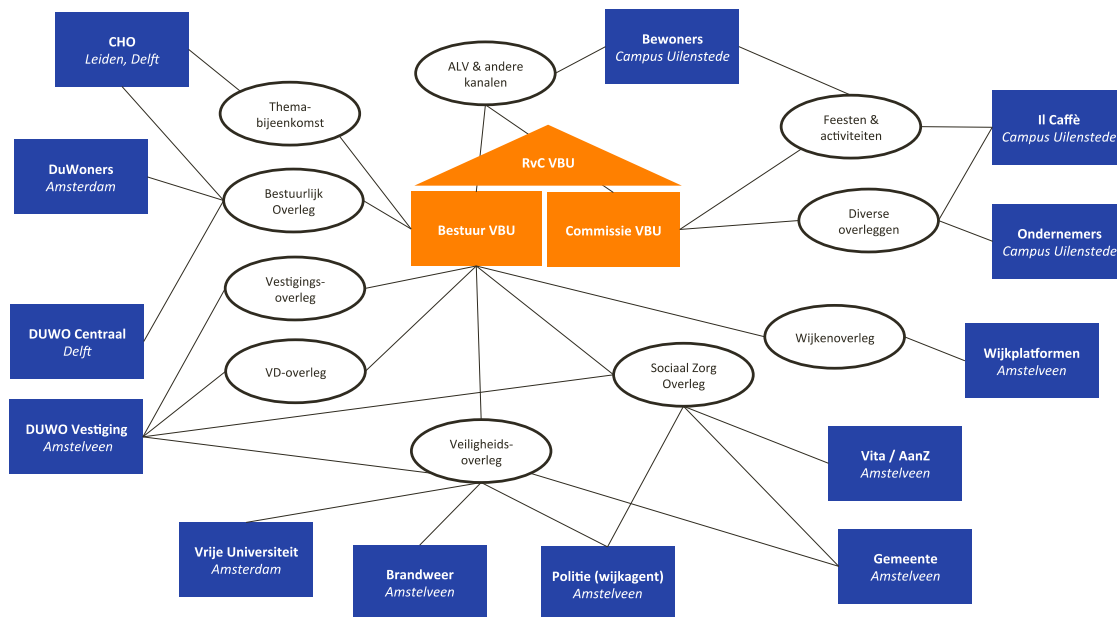 CHO
Leiden, Delft
ALV & andere
kanalen
Bewoners
Campus Uilenstede
Thema-
bijeenkomst
Feesten &
activiteiten
Il Caffè
Campus Uilenstede
RvC VBU
DuWoners
Amsterdam
Bestuurlijk
Overleg
Bestuur VBU
Commissie VBU
Diverse
overleggen
Ondernemers
Campus Uilenstede
Vestigings-
overleg
DUWO Centraal
Delft
VD-overleg
Sociaal Zorg
Overleg
Wijkenoverleg
Wijkplatformen
Amstelveen
DUWO Vestiging
Amstelveen
Veiligheids-
overleg
Vita / AanZ
Amstelveen
Vrije Universiteit
Amsterdam
Brandweer
Amstelveen
Politie (wijkagent)
Amstelveen
Gemeente
Amstelveen